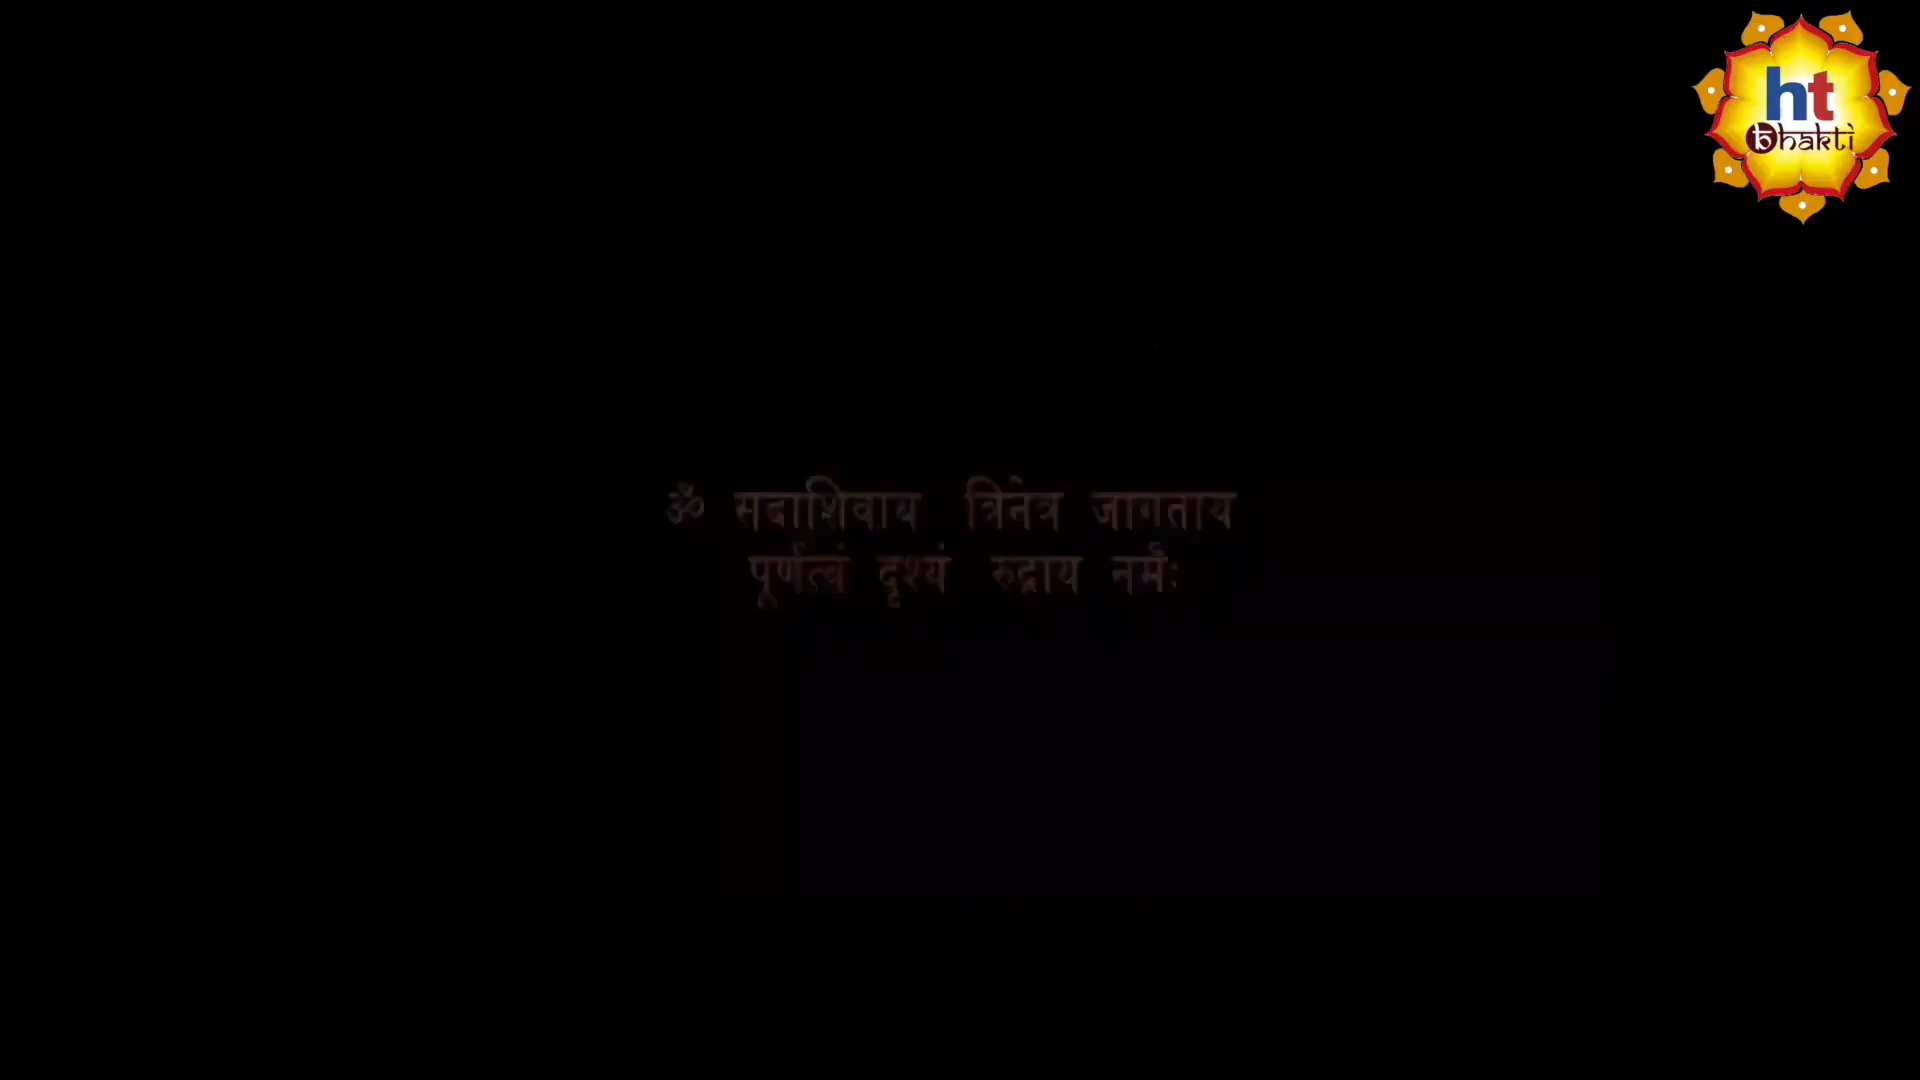 ht
Bhakti
ॐ सदाशिवाय त्रिनेत्र जागताय
पूर्णत्वं दृश्यं रुद्राय नमः